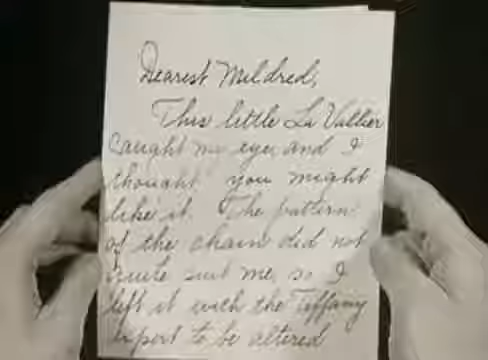 Dearest Mildred,
This little La Vallier
caught my eye and I
thought you might
like it. The pattern
of the chain did not
quite suit me, so I
left it with the Tiffany
expert to be altered